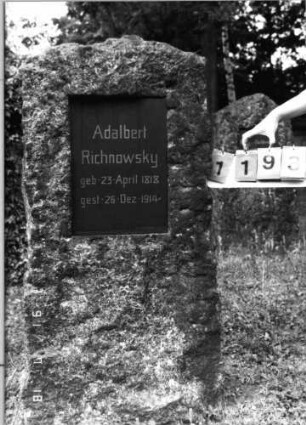 Adalbert
Richnowsky
geb·23·April 1818
gest·26·Dez·1914·
7193